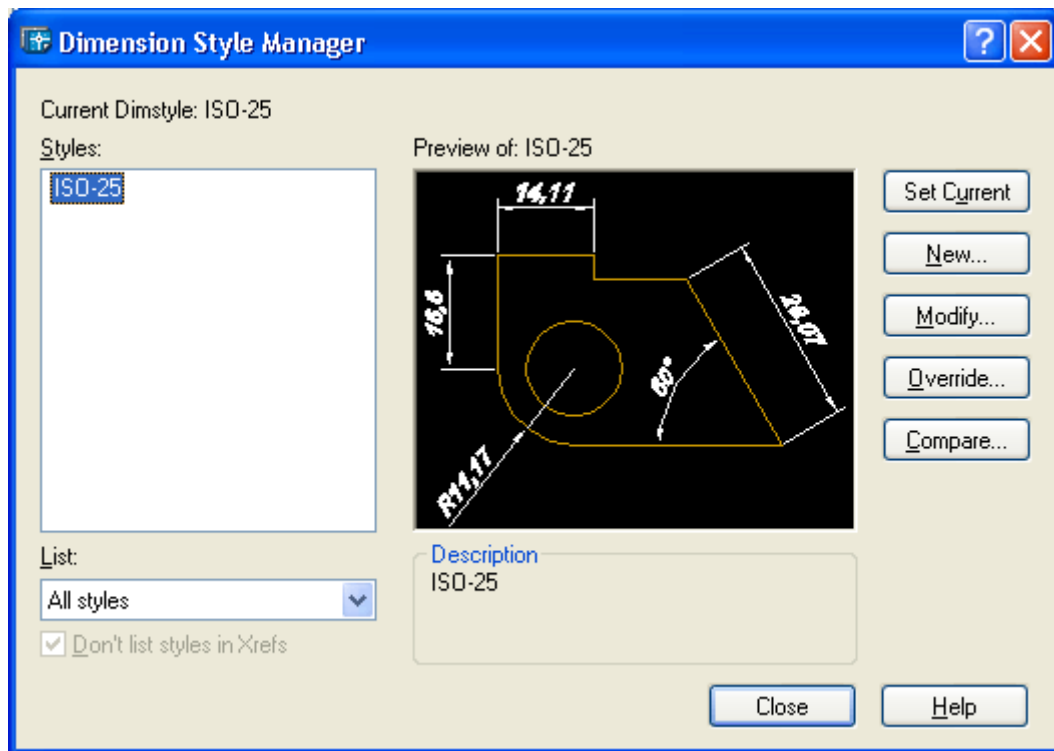 Dimension Style Manager
Current Dimstyle: ISO-25
Styles:
ISO-25
Preview of: ISO-25
14,11
16,6
60°
28,07
R11,17
Set Current
New...
Modify...
Override...
Compare...
List:
All styles
Don't list styles in Xrefs
Description
ISO-25
Close
Help